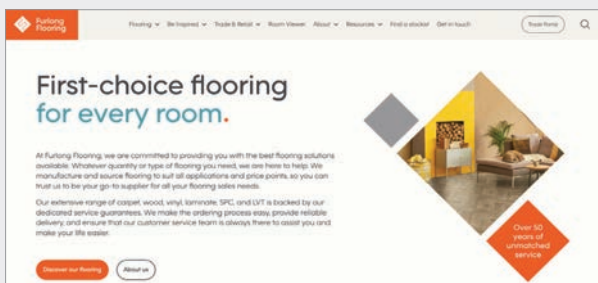 Furlong
Flooring
Flooring
Be Inspired
Trade & Retail
Room Viewer
About
Resources
Find a stockist
Get in touch
Trade Portal
First-choice flooring
for every room.
At Furlong Flooring, we are committed to providing you with the best flooring solutions
available. Whatever quantity or type of flooring you need, we are here to help. We
manufacture and source flooring to suit all applications and price points, so you can
trust us to be your go-to supplier for all your flooring sales needs.
Our extensive range of carpet, wood, vinyl, laminate, SPC, and LVT is backed by our
dedicated service guarantees. We make the ordering process easy, provide reliable
delivery, and ensure that our customer service team is always there to assist you and
make your life easier.
Discover our flooring
About us
Over 50
years of
unmatched
service